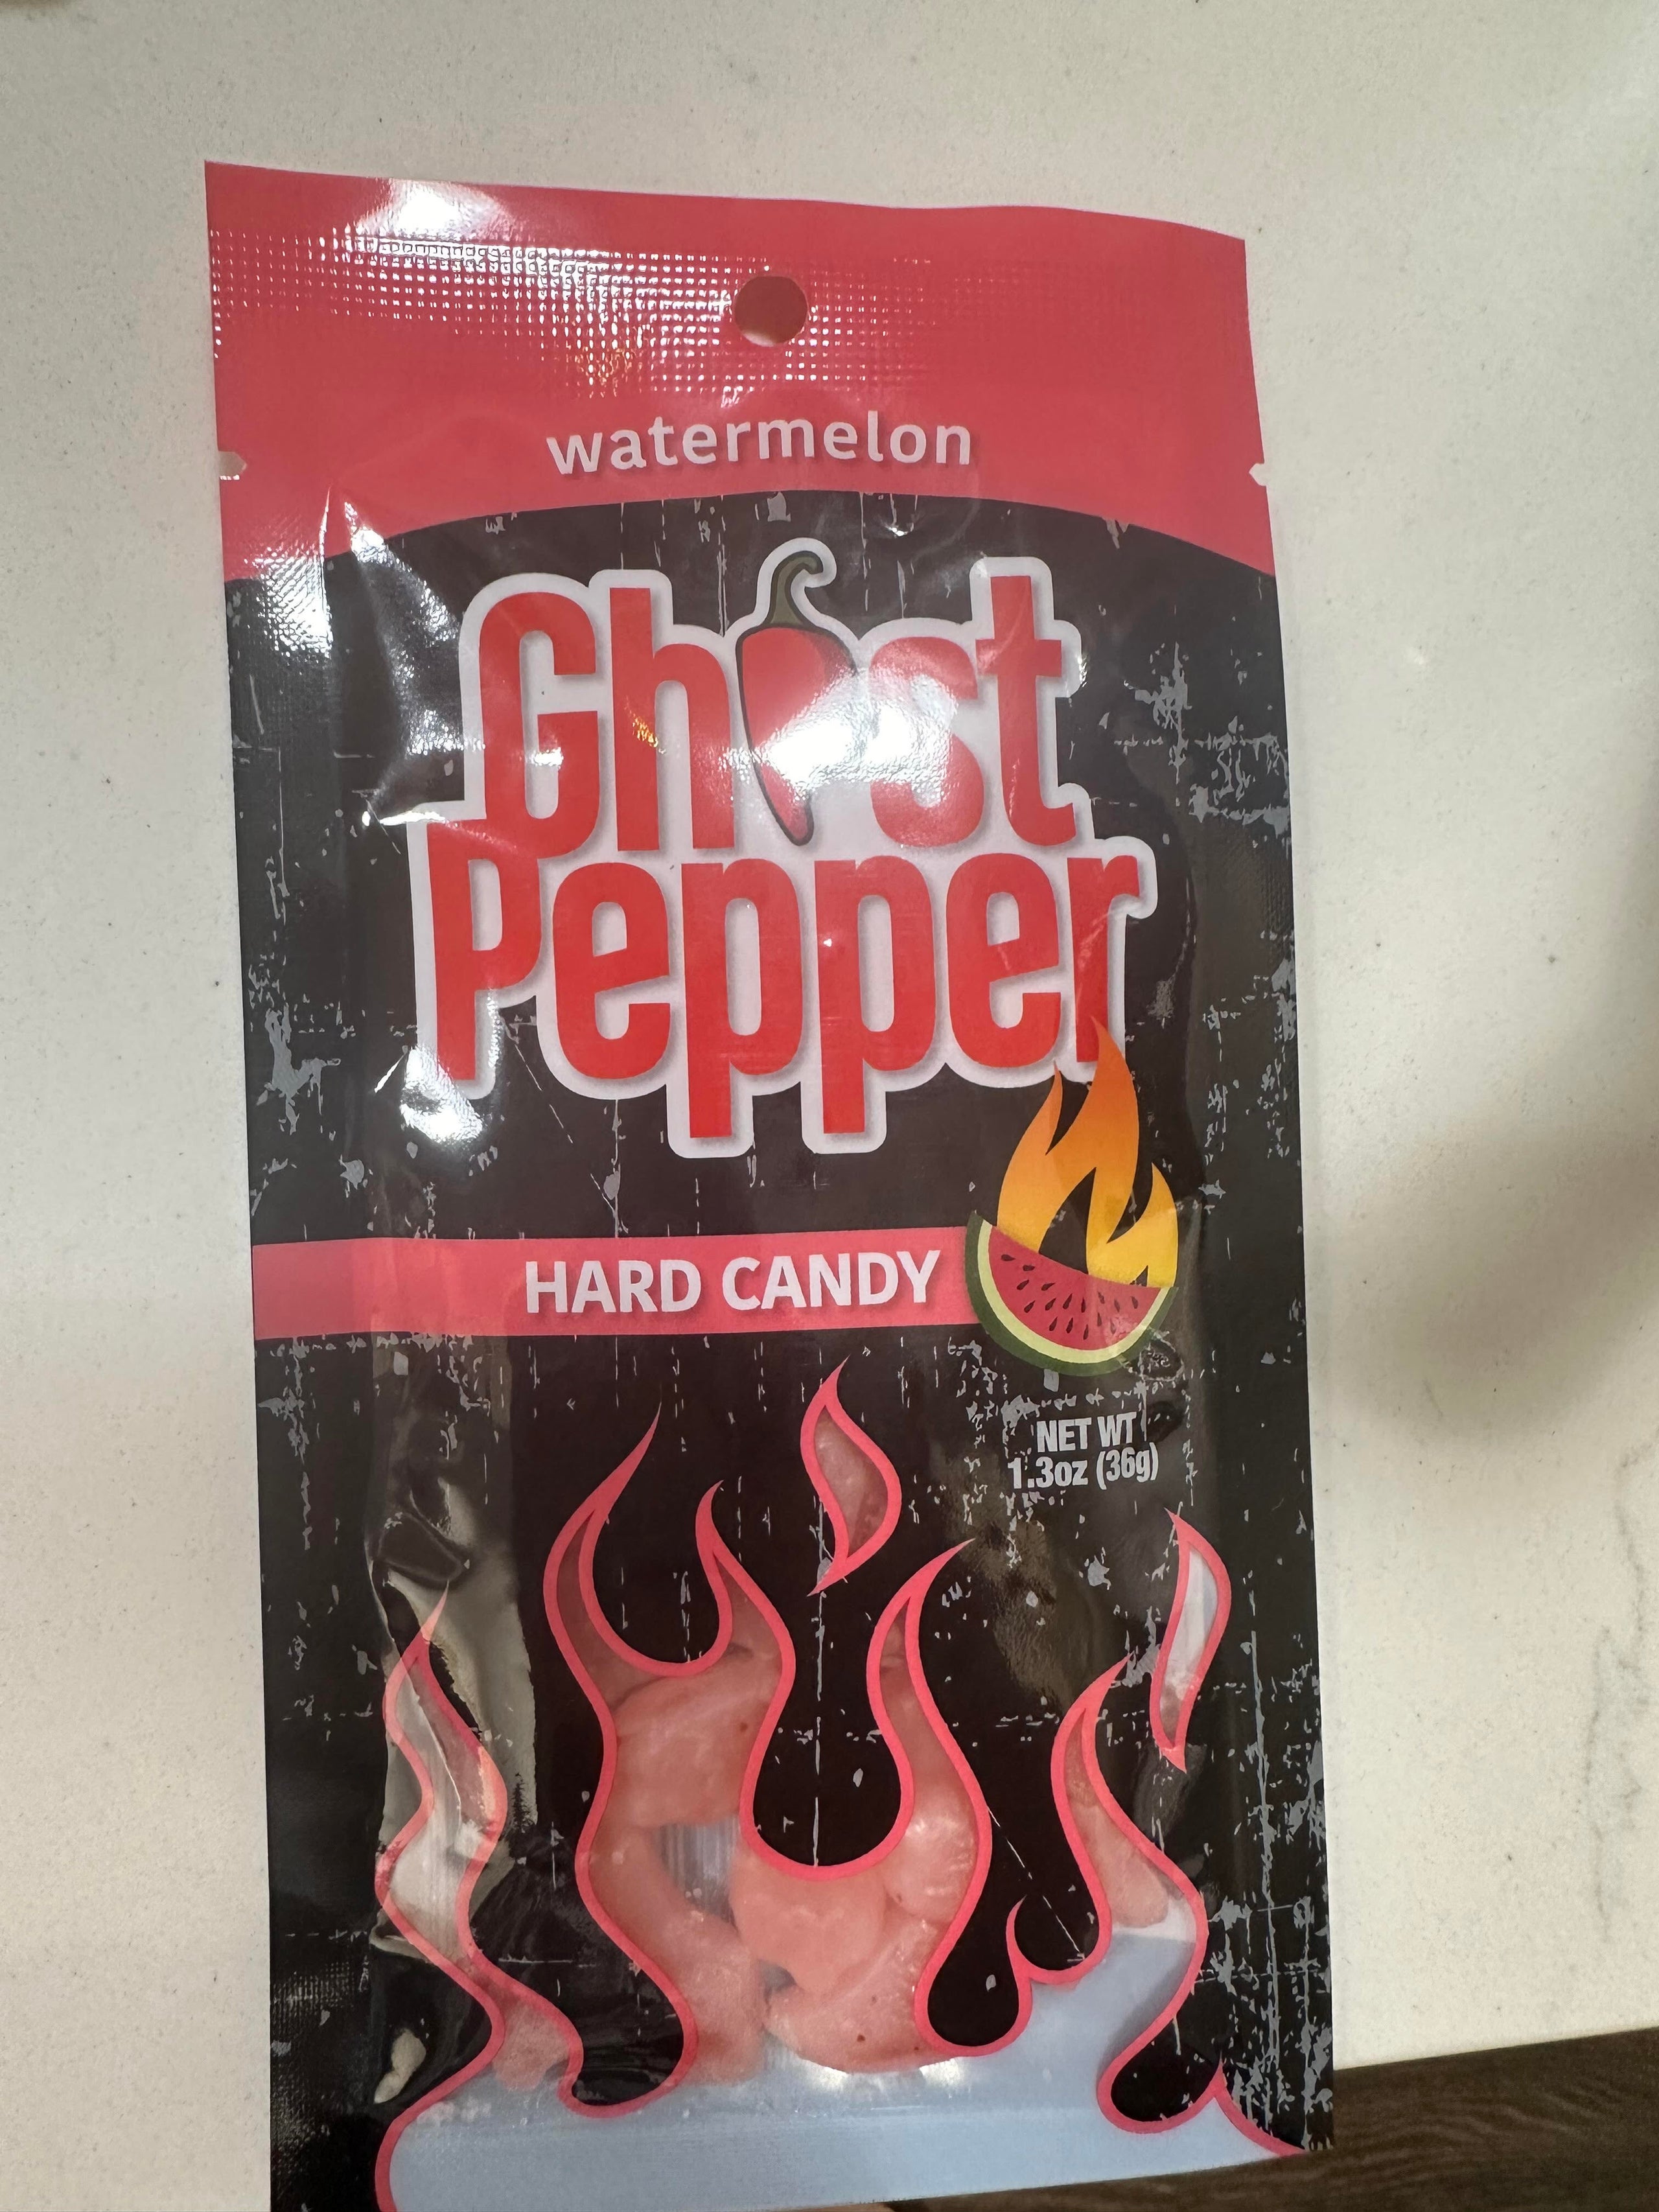 watermelon
Ghost
Pepper
HARD CANDY
NET WT
1.3oz (36g)